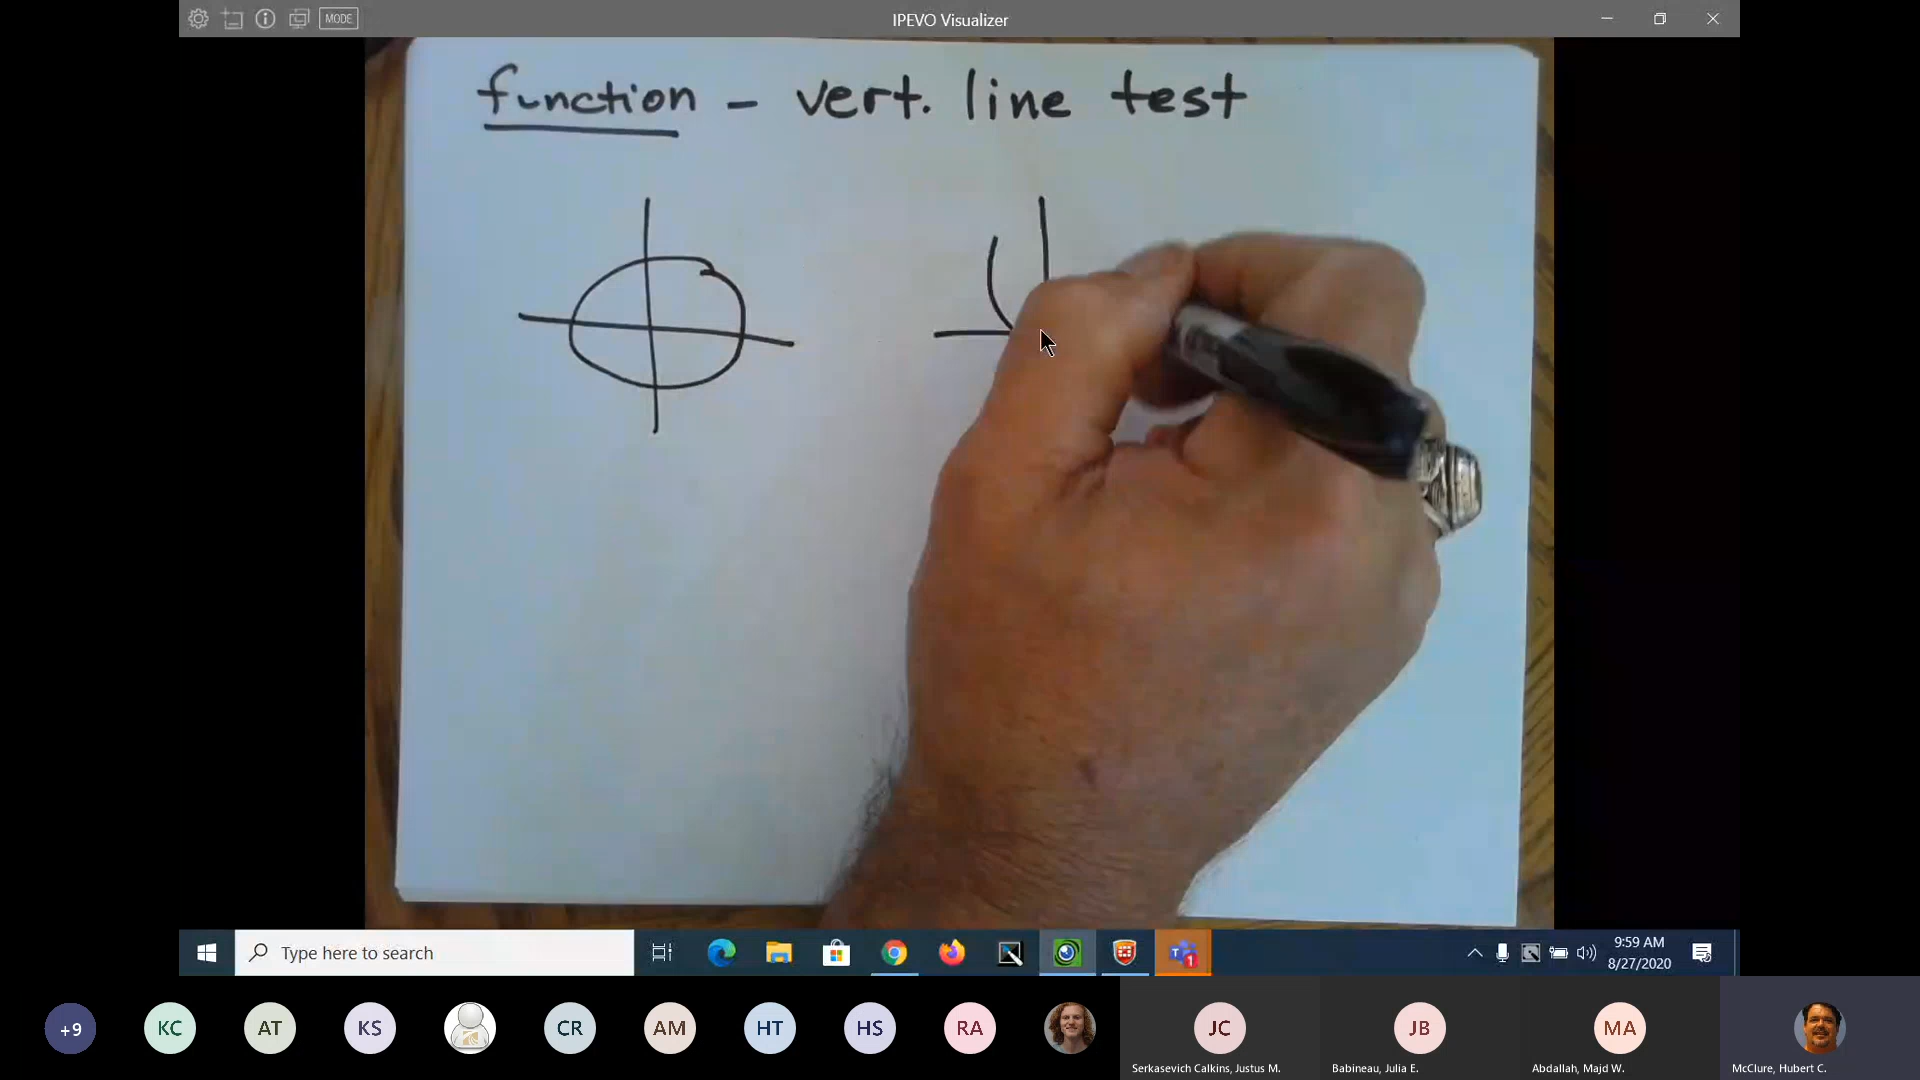 MODE
IPEVO Visualizer
function - vert. line test
Type here to search
1
9:59 AM
8/27/2020
+9
KC
AT
KS
CR
AM
HT
HS
RA
JC
JB
MA
Serkasevich Calkins, Justus M.
Babineau, Julia E.
Abdallah, Majd W.
McClure, Hubert C.